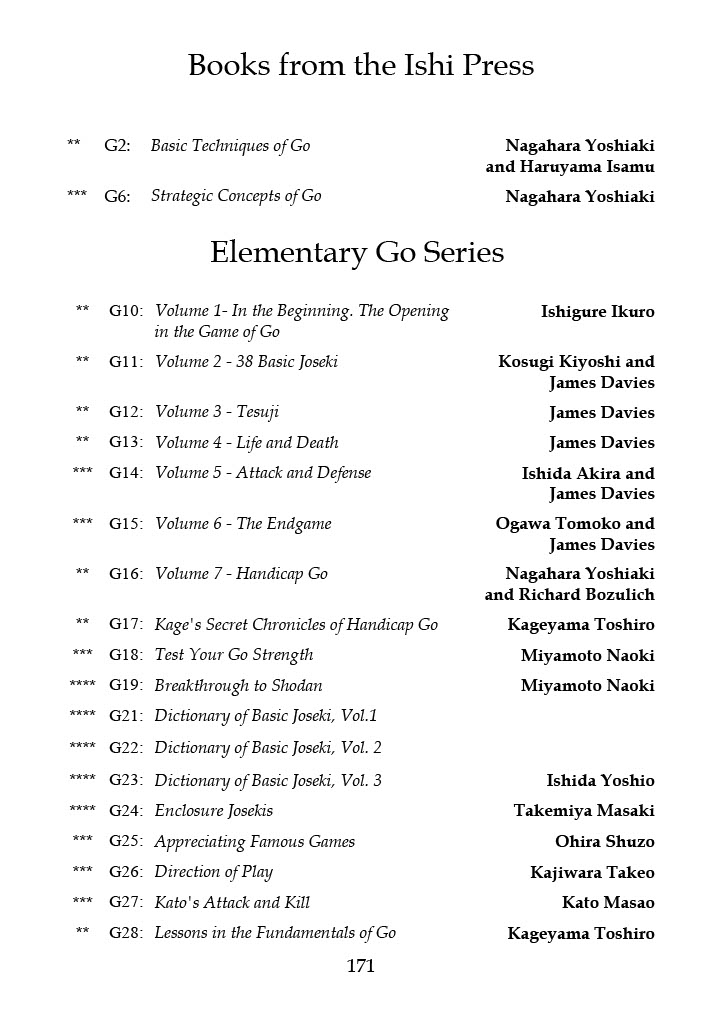 Books from the Ishi Press
** G2: Basic Techniques of Go Nagahara Yoshiaki
and Haruyama Isamu
*** G6: Strategic Concepts of Go Nagahara Yoshiaki
Elementary Go Series
** G10: Volume 1- In the Beginning. The Opening Ishigure Ikuro
in the Game of Go
** G11: Volume 2 - 38 Basic Joseki Kosugi Kiyoshi and
James Davies
** G12: Volume 3 - Tesuji James Davies
** G13: Volume 4 - Life and Death James Davies
*** G14: Volume 5 - Attack and Defense Ishida Akira and
James Davies
*** G15: Volume 6 - The Endgame Ogawa Tomoko and
James Davies
** G16: Volume 7 - Handicap Go Nagahara Yoshiaki
and Richard Bozulich
** G17: Kage's Secret Chronicles of Handicap Go Kageyama Toshiro
*** G18: Test Your Go Strength Miyamoto Naoki
**** G19: Breakthrough to Shodan Miyamoto Naoki
**** G21: Dictionary of Basic Joseki, Vol.1
**** G22: Dictionary of Basic Joseki, Vol. 2
**** G23: Dictionary of Basic Joseki, Vol. 3 Ishida Yoshio
**** G24: Enclosure Josekis Takemiya Masaki
*** G25: Appreciating Famous Games Ohira Shuzo
*** G26: Direction of Play Kajiwara Takeo
*** G27: Kato's Attack and Kill Kato Masao
** G28: Lessons in the Fundamentals of Go Kageyama Toshiro
171